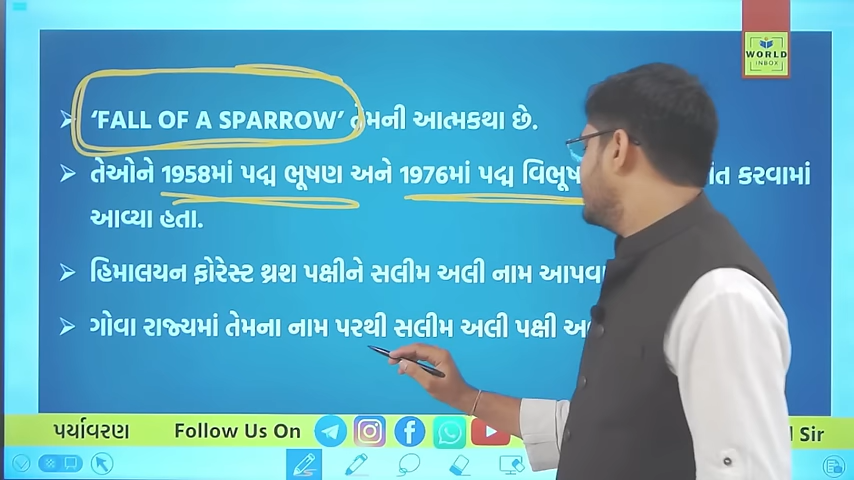 WORLD
INBOX
'FALL OF A SPARROW' તેમની આત્મકથા છે.
તેઓને 1958માં પદ્મ ભૂષણ અને 1976માં પદ્મ વિભૂષ કરવામાં
આવ્યા હતા.
હિમાલયન ફોરેસ્ટ થ્રશ પક્ષીને સલીમ અલી નામ
ગોવા રાજ્યમાં તેમના નામ પરથી સલીમ અલી પક્ષી
પર્યાવરણ Follow Us On Sir